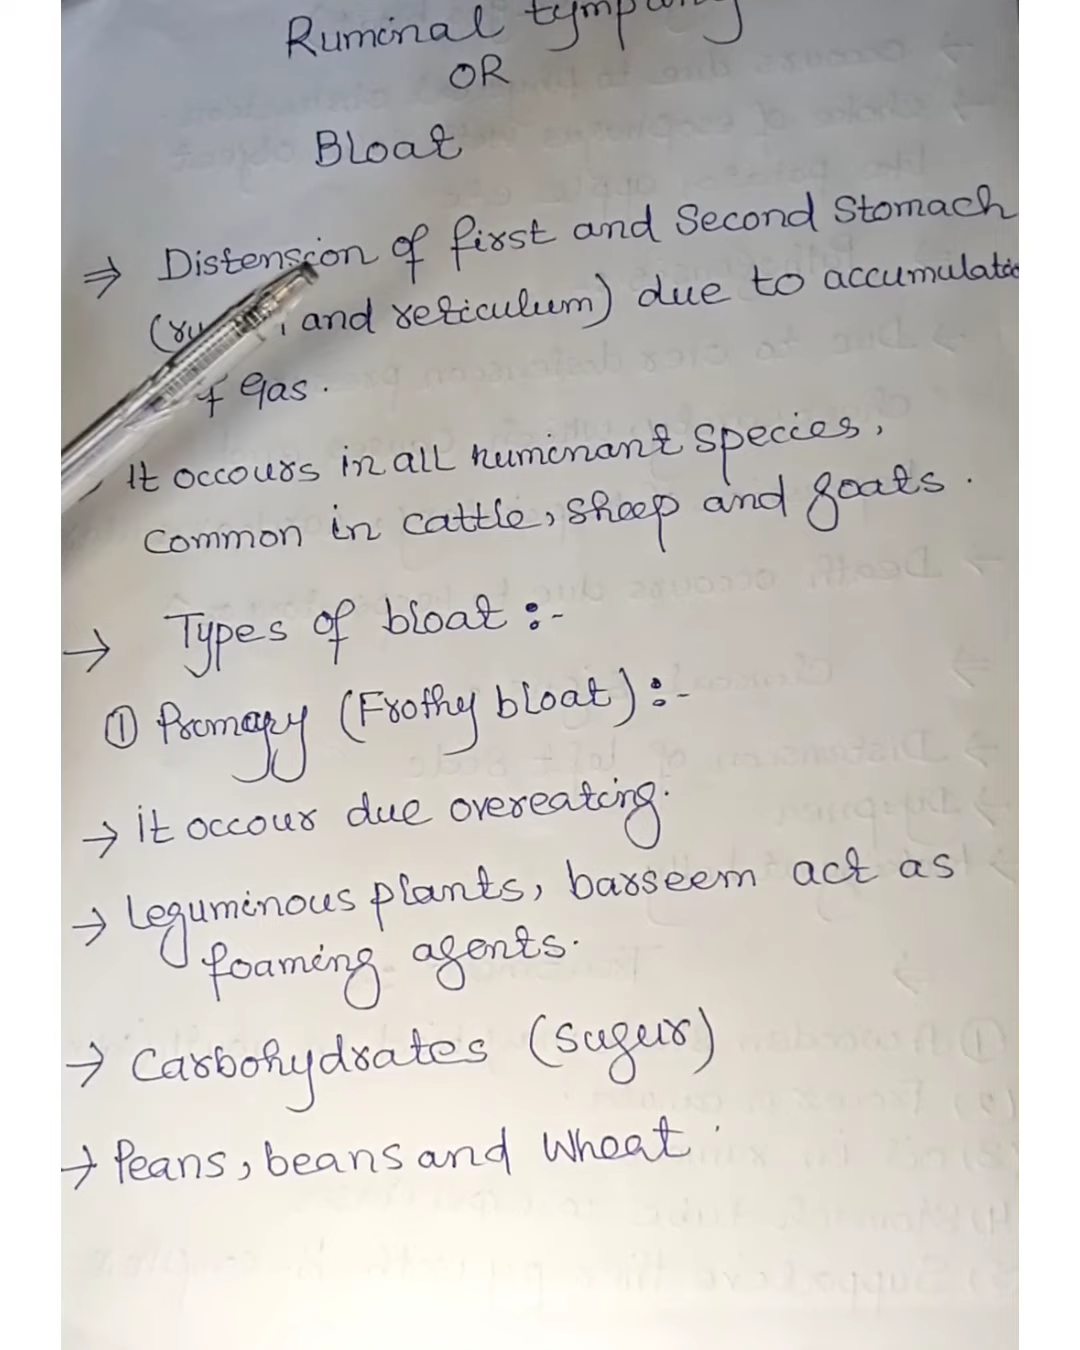 Ruminal tympany
OR
Bloat
⇒ Distension of first and Second Stomach
and reticulum) due to accumulatio
f gas.
It occours in all ruminant species,
common in cattle, sheep and goats.
→ Types of bloat :-
① Primary (Frothy bloat) :-
→ it occour due overeating.
→ leguminous plants, barseem act as
foaming agents.
→ Carbohydrates (sugur)
→ Peans, beans and wheat.